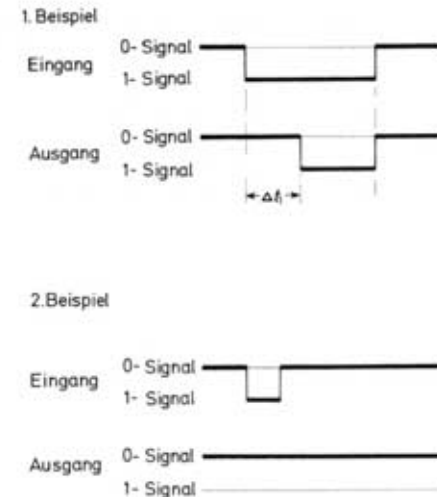 1. Beispiel
0- Signal
Eingang
1- Signal
0- Signal
Ausgang
1- Signal
2.Beispiel
0- Signal
Eingang
1- Signal
0- Signal
Ausgang
1- Signal